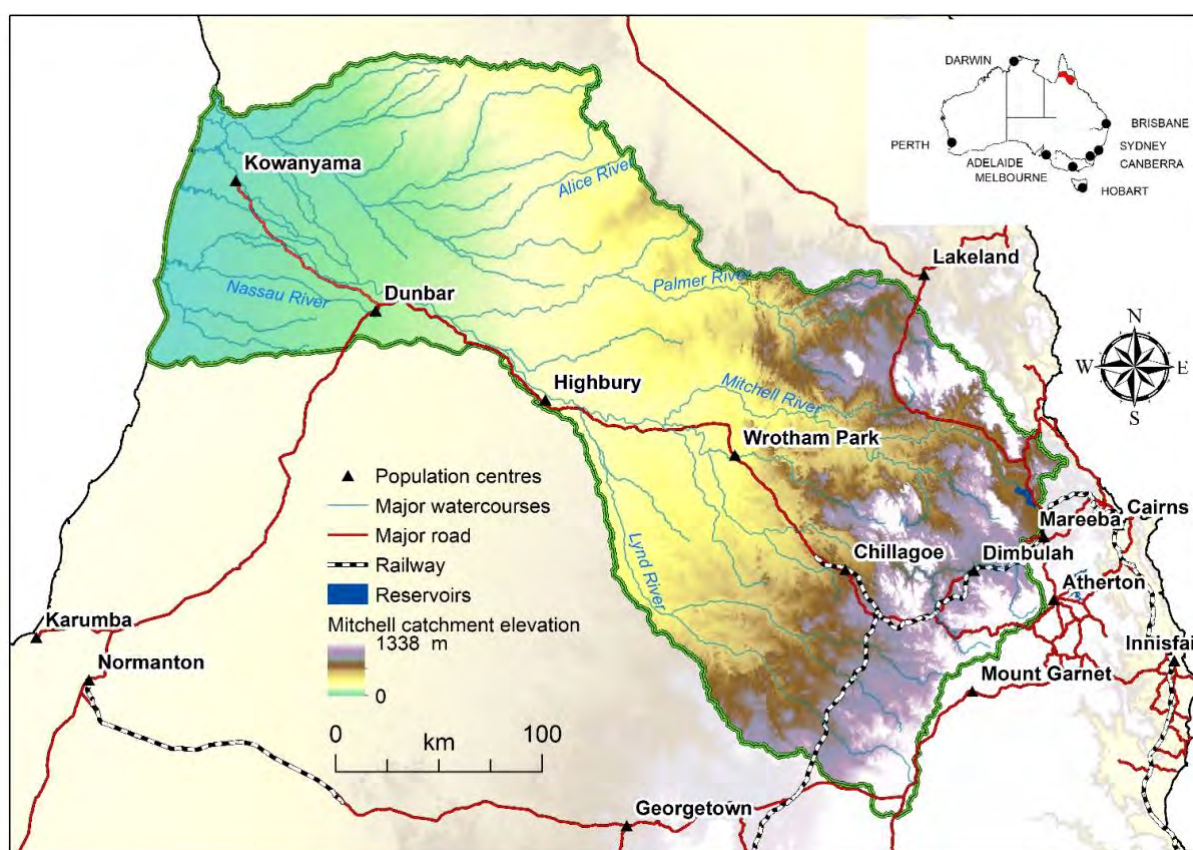 DARWIN
BRISBANE
PERTH
SYDNEY
ADELAIDE
CANBERRA
MELBOURNE
HOBART
Kowanyama
Alice River
Lakeland
Nassau River
Dunbar
Palmer River
N
W
E
S
Highbury
Mitchell River
Wrotham Park
Population centres
Major watercourses
Major road
Railway
Reservoirs
Mitchell catchment elevation
1338 m
0
0
100
km
Lynd River
Cairns
Mareeba
Chillagoe
Dimbulah
Atherton
Karumba
Innisfai
Normanton
Mount Garnet
Georgetown